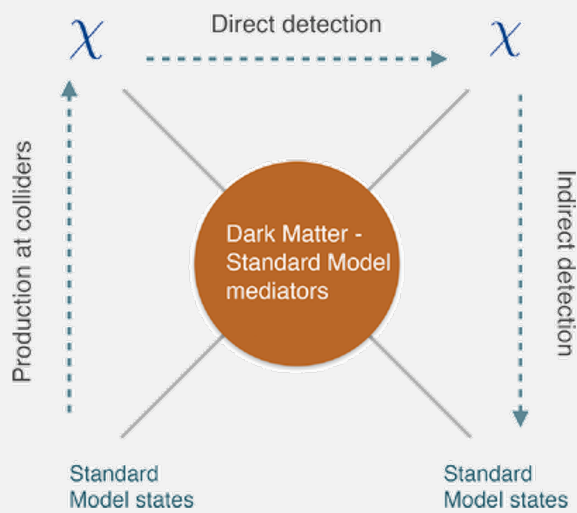 Direct detection
χ
χ
Production at colliders
Dark Matter -
Standard Model
mediators
Indirect detection
Standard
Model states
Standard
Model states